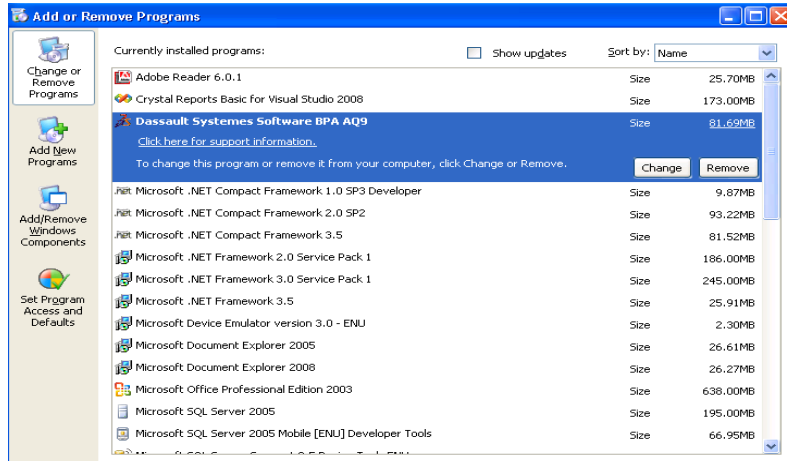 Add or Remove Programs
Change or
Remove
Programs
Add New
Programs
Add/Remove
Windows
Components
Set Program
Access and
Defaults
Currently installed programs:
Show updates
Sort by: Name
Adobe Reader 6.0.1 Size 25.70MB
Crystal Reports Basic for Visual Studio 2008 Size 173.00MB
Dassault Systemes Software BPA AQ9 Size 81.69MB
Click here for support information.
To change this program or remove it from your computer, click Change or Remove. Change Remove
.NET Microsoft .NET Compact Framework 1.0 SP3 Developer Size 9.87MB
.NET Microsoft .NET Compact Framework 2.0 SP2 Size 93.22MB
.NET Microsoft .NET Compact Framework 3.5 Size 81.52MB
Microsoft .NET Framework 2.0 Service Pack 1 Size 186.00MB
Microsoft .NET Framework 3.0 Service Pack 1 Size 245.00MB
Microsoft .NET Framework 3.5 Size 25.91MB
Microsoft Device Emulator version 3.0 - ENU Size 2.30MB
Microsoft Document Explorer 2005 Size 26.61MB
Microsoft Document Explorer 2008 Size 26.27MB
Microsoft Office Professional Edition 2003 Size 638.00MB
Microsoft SQL Server 2005 Size 195.00MB
Microsoft SQL Server 2005 Mobile [ENU] Developer Tools Size 66.95MB